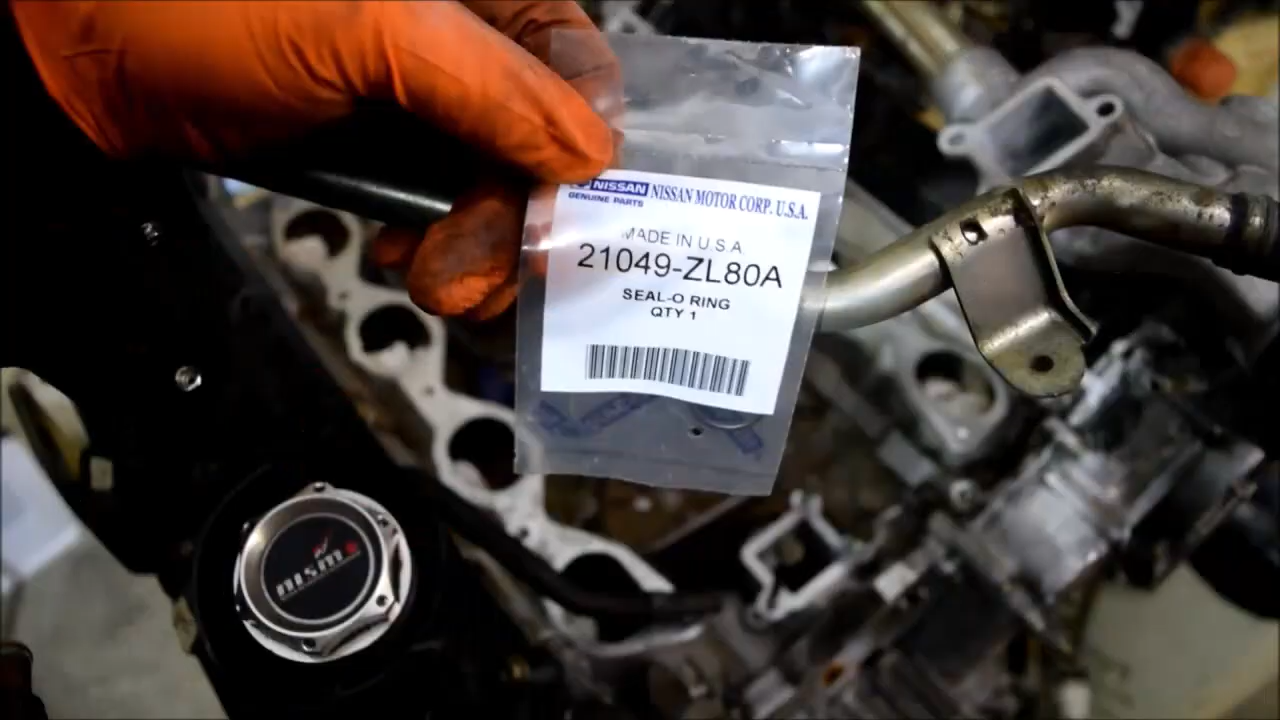 NISSAN NISSAN MOTOR CORP. U.S.A.
GENUINE PARTS
MADE IN U.S.A.
21049-ZL80A
SEAL-O RING
QTY 1
nismo